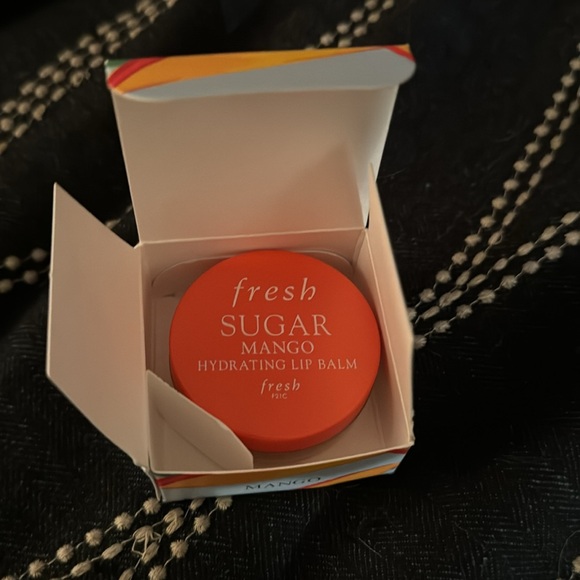 fresh
SUGAR
MANGO
HYDRATING LIP BALM
fresh
FSIC
MANGO